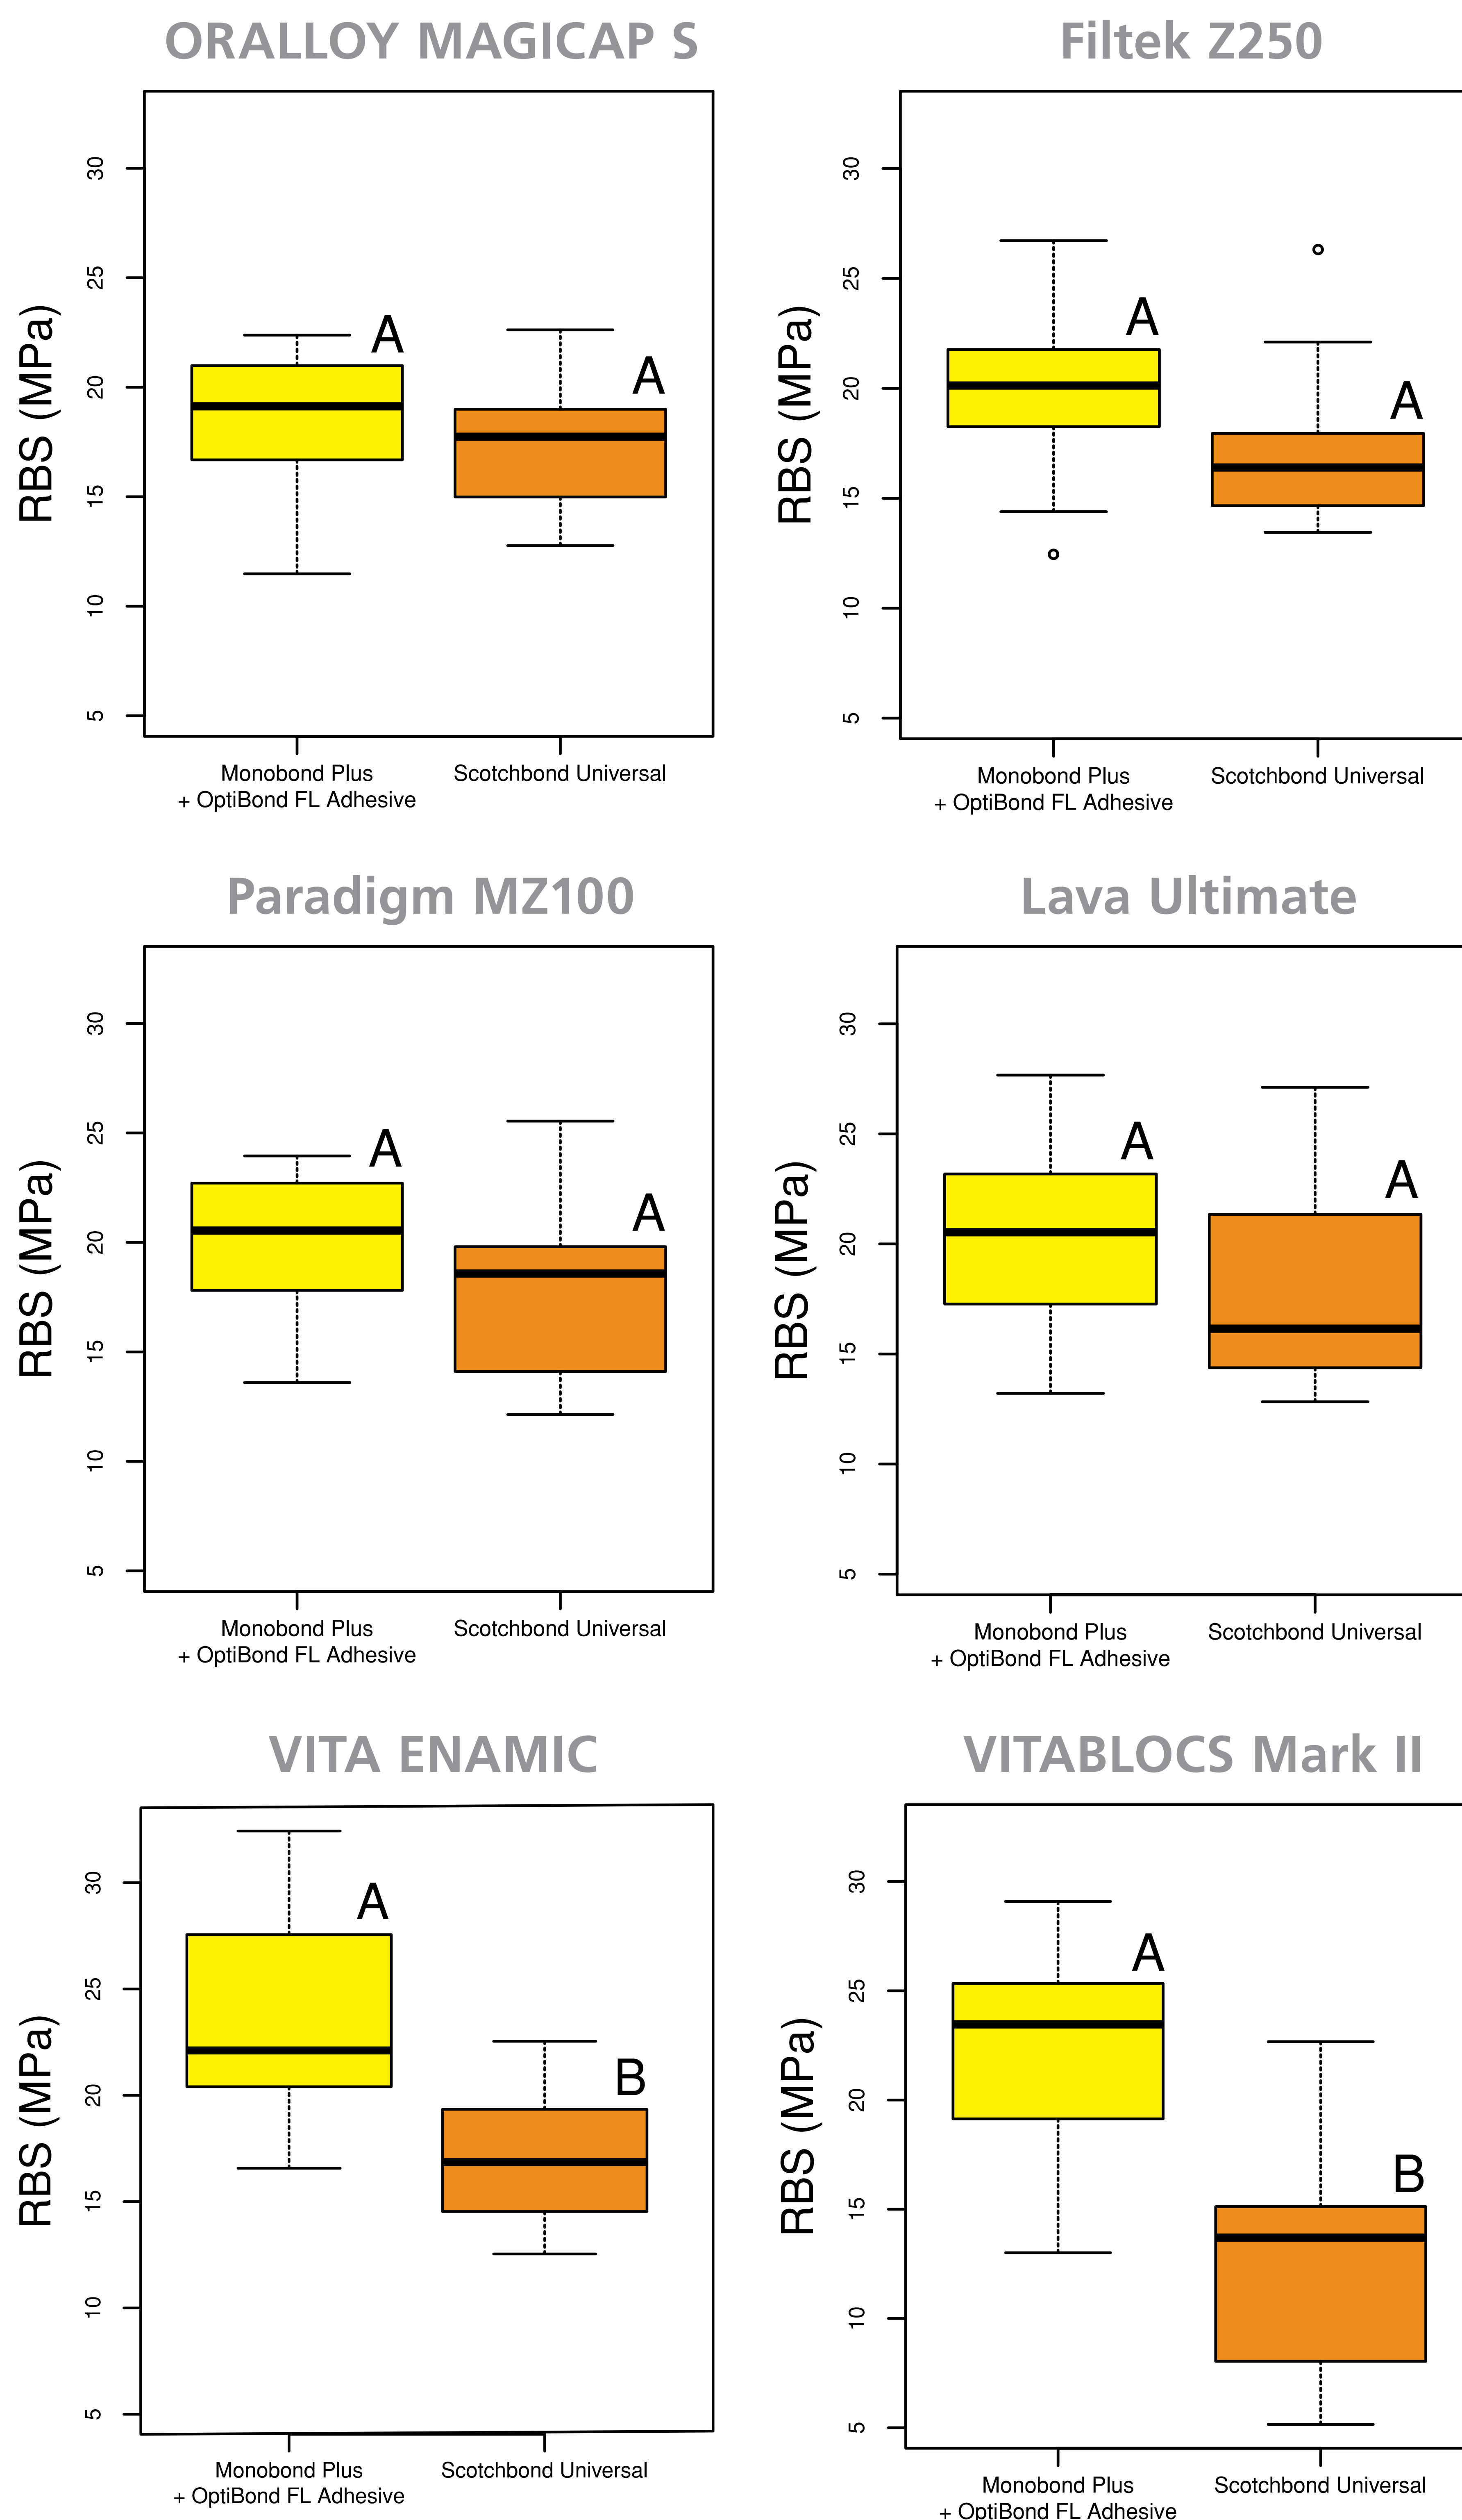 ORALLOY MAGICAP S
RBS (MPa)
30
25
20
15
10
5
A
A
Monobond Plus
+ OptiBond FL Adhesive
Scotchbond Universal
Filtek Z250
RBS (MPa)
30
25
20
15
10
5
A
A
Monobond Plus
+ OptiBond FL Adhesive
Scotchbond Universal
Paradigm MZ100
RBS (MPa)
30
25
20
15
10
5
A
A
Monobond Plus
+ OptiBond FL Adhesive
Scotchbond Universal
Lava Ultimate
RBS (MPa)
30
25
20
15
10
5
A
A
Monobond Plus
+ OptiBond FL Adhesive
Scotchbond Universal
VITA ENAMIC
RBS (MPa)
30
25
20
15
10
5
A
B
Monobond Plus
+ OptiBond FL Adhesive
Scotchbond Universal
VITABLOCS Mark II
RBS (MPa)
30
25
20
15
10
5
A
B
Monobond Plus
+ OptiBond FL Adhesive
Scotchbond Universal